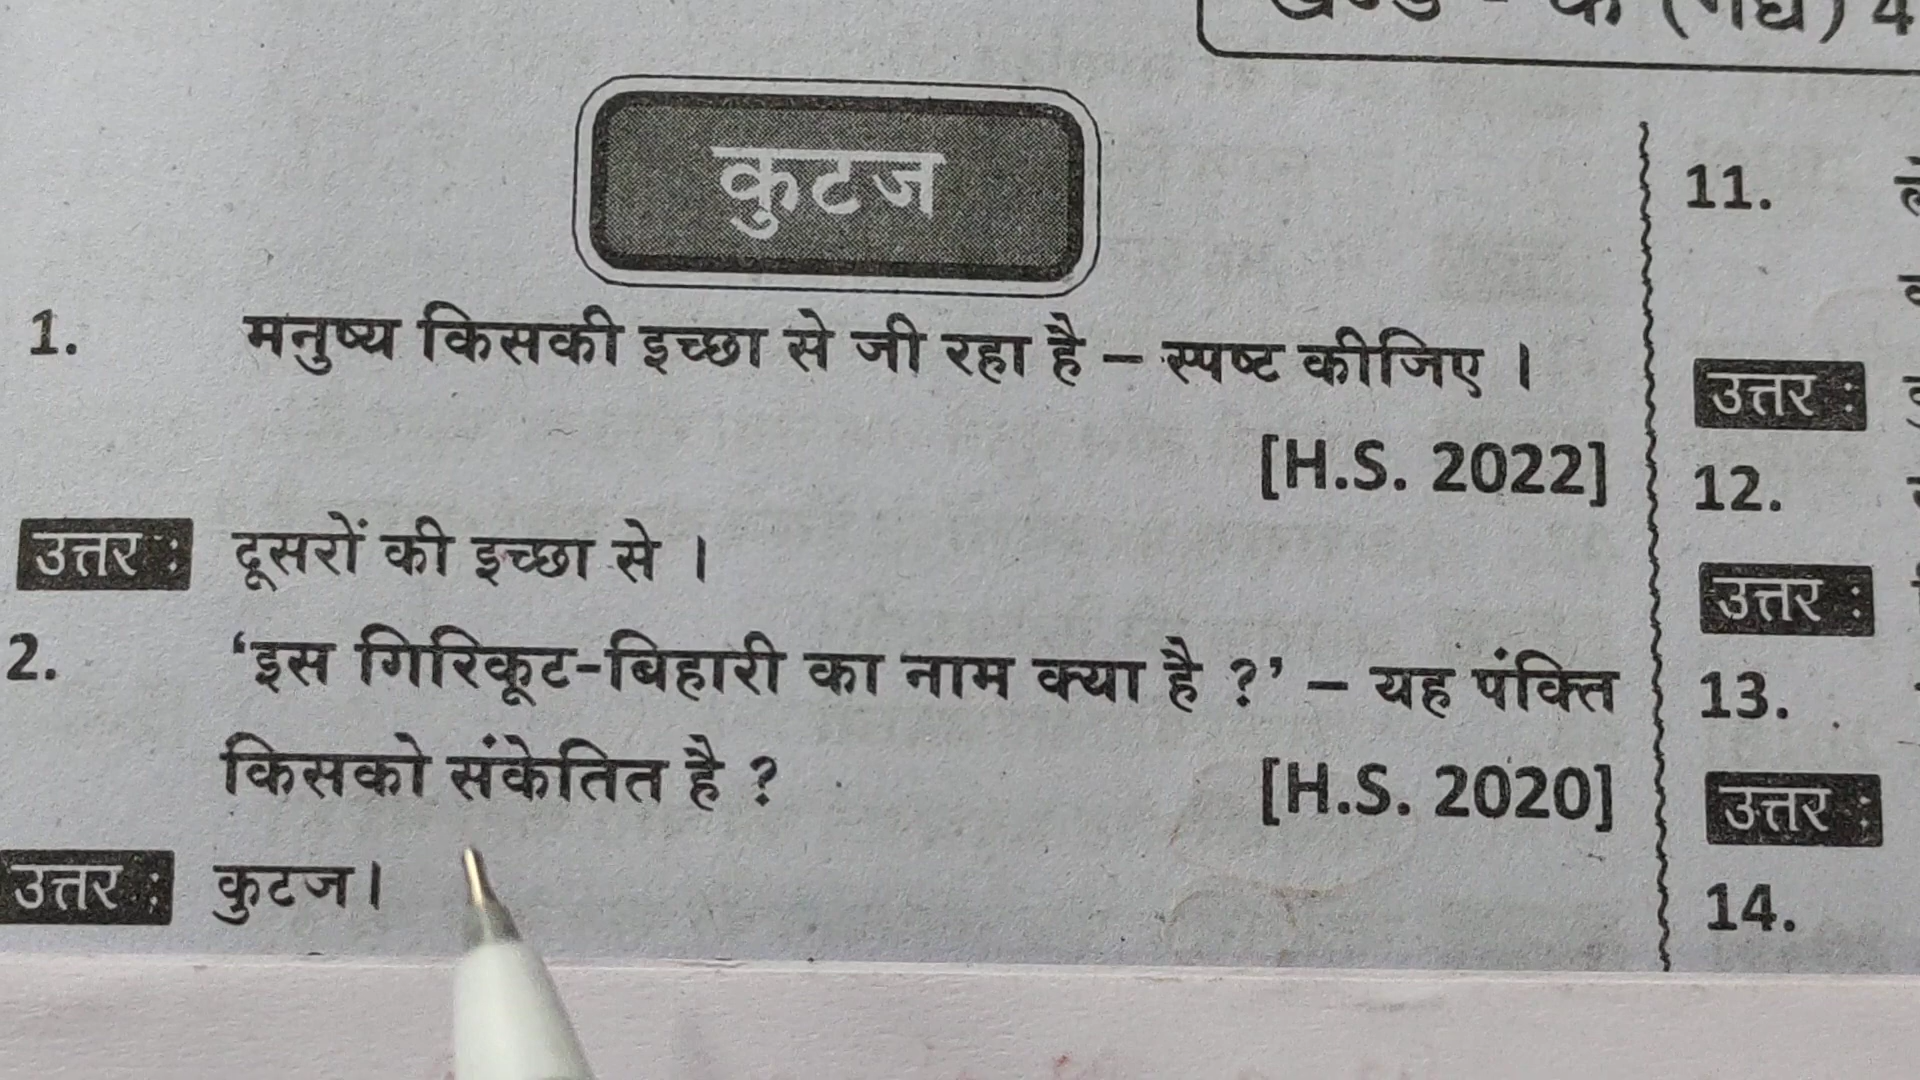 कुटज
1. मनुष्य किसकी इच्छा से जी रहा है – स्पष्ट कीजिए ।
[H.S. 2022]
उत्तर : दूसरों की इच्छा से ।
2. ‘इस गिरिकूट-बिहारी का नाम क्या है ?’ – यह पंक्ति
किसको संकेतित है ?
[H.S. 2020]
उत्तर : कुटज।
11.
उत्तर :
12.
उत्तर :
13.
उत्तर :
14.